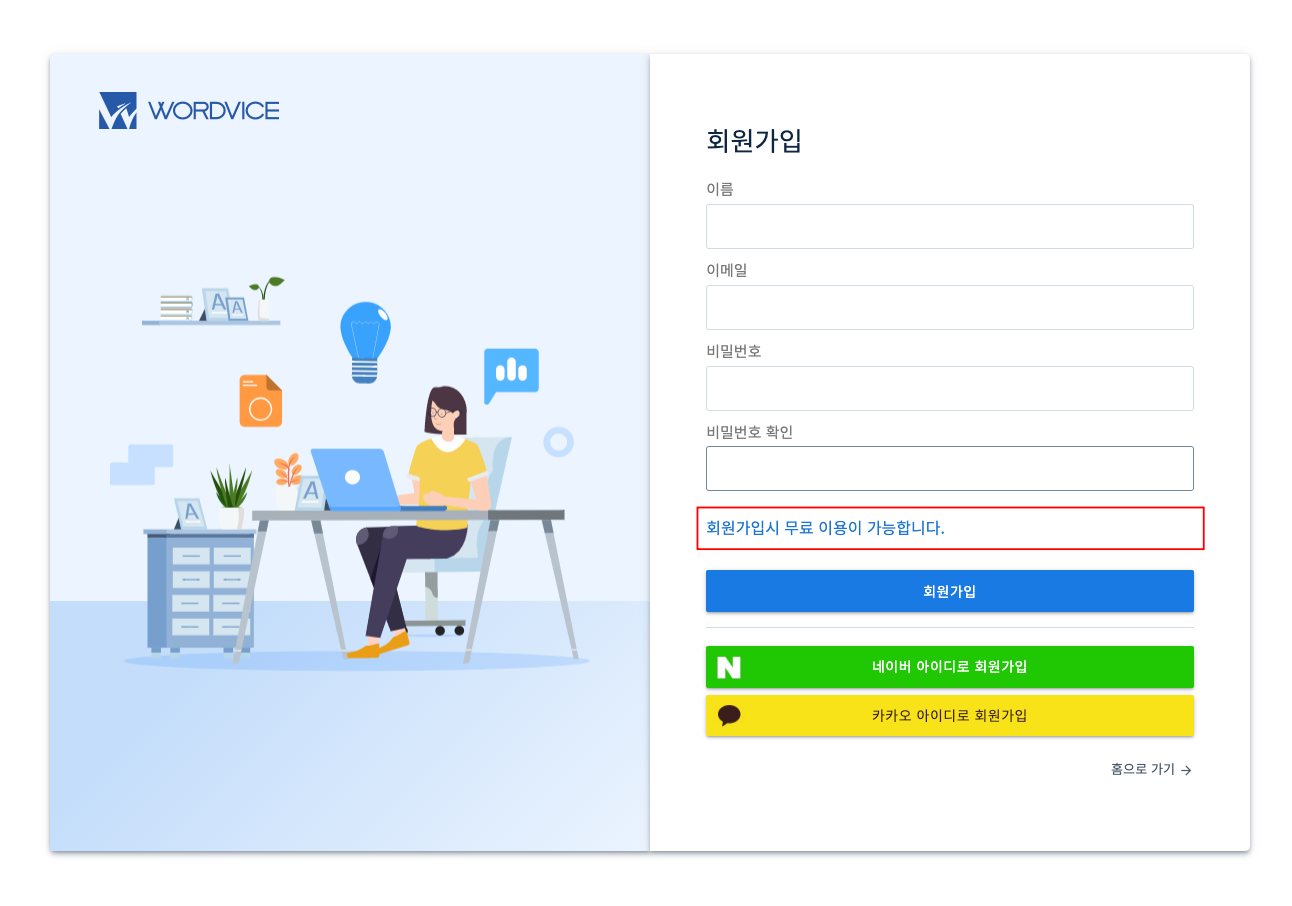 WORDVICE
A
A
A
A
회원가입
이름
이메일
비밀번호
비밀번호 확인
회원가입시 무료 이용이 가능합니다.
회원가입
N
네이버 아이디로 회원가입
카카오 아이디로 회원가입
홈으로 가기 →